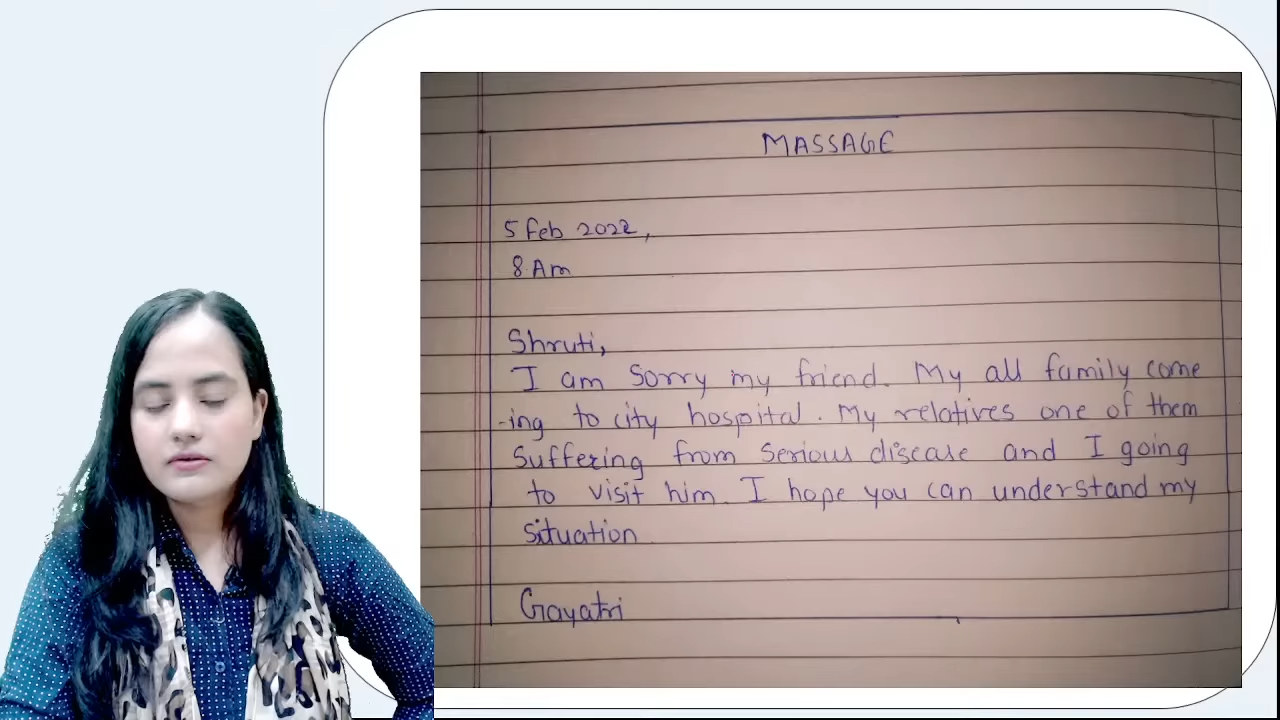 MASSAGE
5 Feb 2022,
8 Am
Shruti,
I am sorry my friend. My all family come
-ing to city hospital. My relatives one of them
suffering from serious disease and I going
to visit him. I hope you can understand my
situation
Gayatri